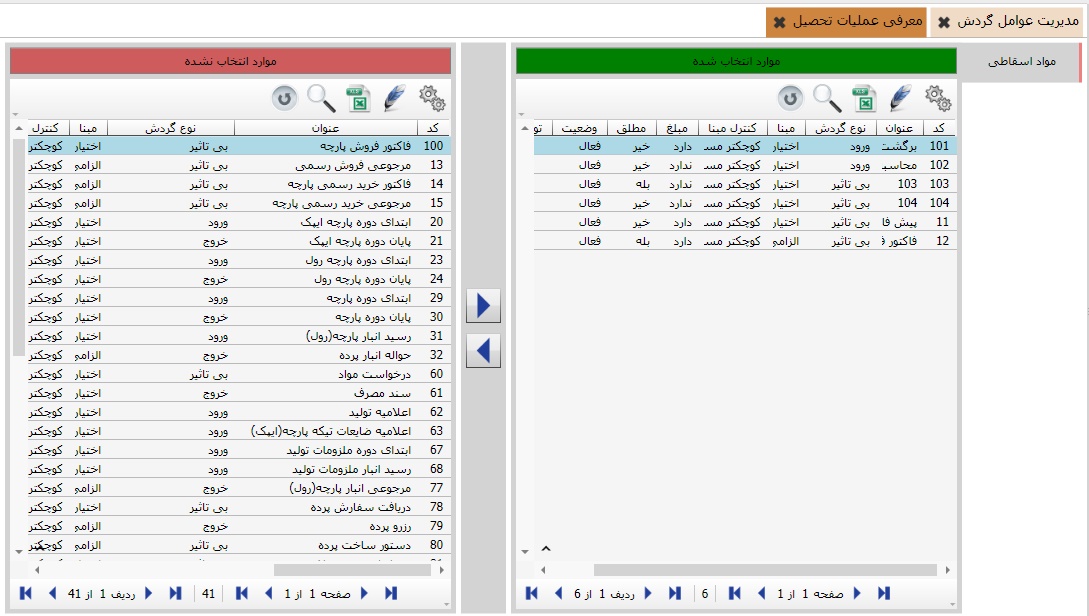 مدیریت عوامل گردش
معرفی عملیات تحصیل
مواد اسقاطی
موارد انتخاب شده
کد عنوان نوع گردش مبنا کنترل مبنا مبلغ مطلق وضعیت تو
101 برگشت ورود اختیار کوچکتر مس دارد خیر فعال
102 محاسب ورود اختیار کوچکتر مس ندارد خیر فعال
103 103 بی تاثیر اختیار کوچکتر مس ندارد بله فعال
104 104 بی تاثیر اختیار کوچکتر مس ندارد خیر فعال
11 پیش فا بی تاثیر اختیار کوچکتر مس دارد خیر فعال
12 فاکتور ف بی تاثیر الزامی کوچکتر مس دارد بله فعال
صفحه 1 از 1
6
ردیف 1 از 6
موارد انتخاب نشده
کد عنوان نوع گردش مبنا کنترل
100 فاکتور فروش پارچه بی تاثیر اختیار کوچکتر
13 مرجوعی فروش رسمی بی تاثیر الزامی کوچکتر
14 فاکتور خرید رسمی پارچه بی تاثیر الزامی کوچکتر
15 مرجوعی خرید رسمی پارچه بی تاثیر الزامی کوچکتر
20 ابتدای دوره پارچه ایپک ورود اختیار کوچکتر
21 پایان دوره پارچه ایپک خروج اختیار کوچکتر
23 ابتدای دوره پارچه رول ورود اختیار کوچکتر
24 پایان دوره پارچه رول خروج اختیار کوچکتر
29 ابتدای دوره پارچه ورود اختیار کوچکتر
30 پایان دوره پارچه خروج اختیار کوچکتر
31 رسید انبار پارچه(رول) ورود اختیار کوچکتر
32 حواله انبار پرده خروج الزامی کوچکتر
60 درخواست مواد بی تاثیر اختیار کوچکتر
61 سند مصرف خروج اختیار کوچکتر
62 اعلامیه تولید ورود اختیار کوچکتر
63 اعلامیه ضایعات تیکه پارچه(ایپک) ورود اختیار کوچکتر
67 ابتدای دوره ملزومات تولید ورود اختیار کوچکتر
68 رسید انبار ملزومات تولید ورود اختیار کوچکتر
77 مرجوعی انبار پارچه(رول) خروج الزامی کوچکتر
78 دریافت سفارش پرده بی تاثیر اختیار کوچکتر
79 رزرو پرده خروج الزامی کوچکتر
80 دستور ساخت پرده بی تاثیر الزامی کوچکتر
صفحه 1 از 1
41
ردیف 1 از 41